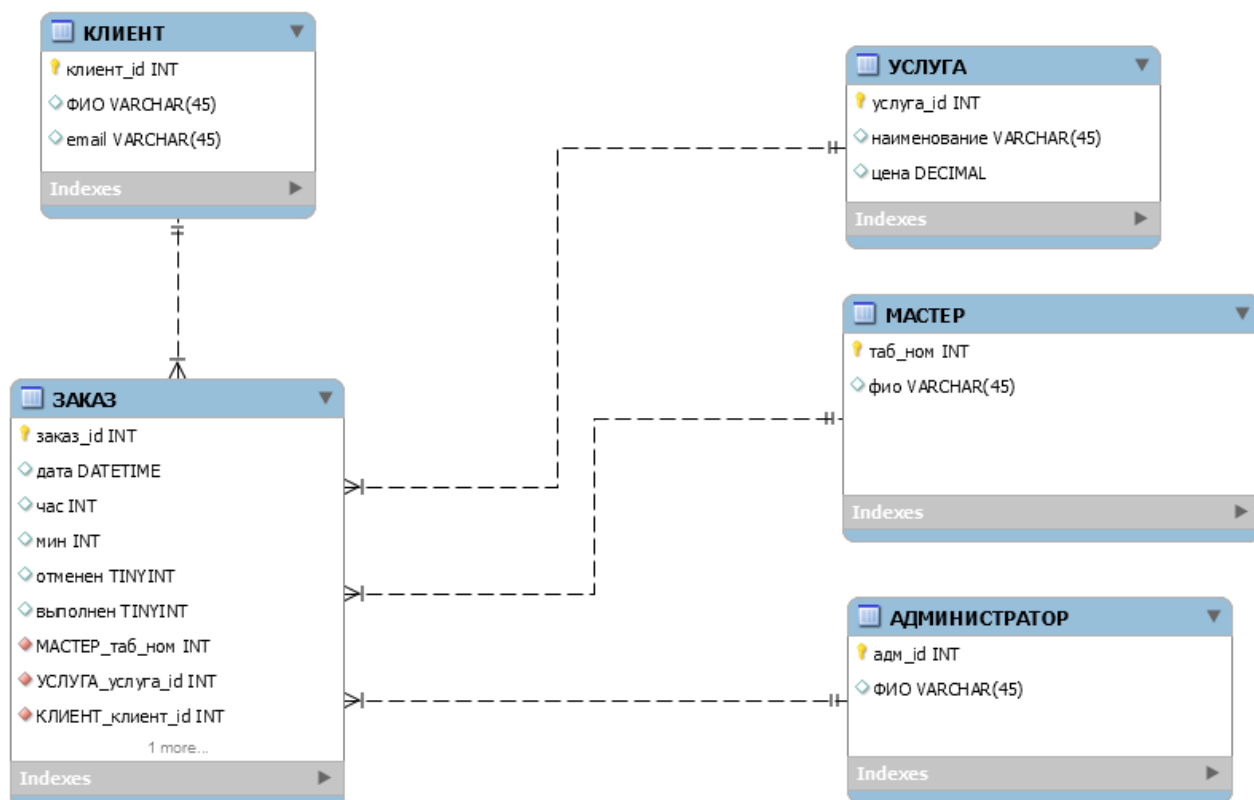 КЛИЕНТ
клиент_id INT
ФИО VARCHAR(45)
email VARCHAR(45)
Indexes
УСЛУГА
услуга_id INT
наименование VARCHAR(45)
цена DECIMAL
Indexes
МАСТЕР
таб_ном INT
фио VARCHAR(45)
Indexes
ЗАКАЗ
заказ_id INT
дата DATETIME
час INT
мин INT
отменен TINYINT
выполнен TINYINT
МАСТЕР_таб_ном INT
УСЛУГА_услуга_id INT
КЛИЕНТ_клиент_id INT
1 more...
Indexes
АДМИНИСТРАТОР
адм_id INT
ФИО VARCHAR(45)
Indexes